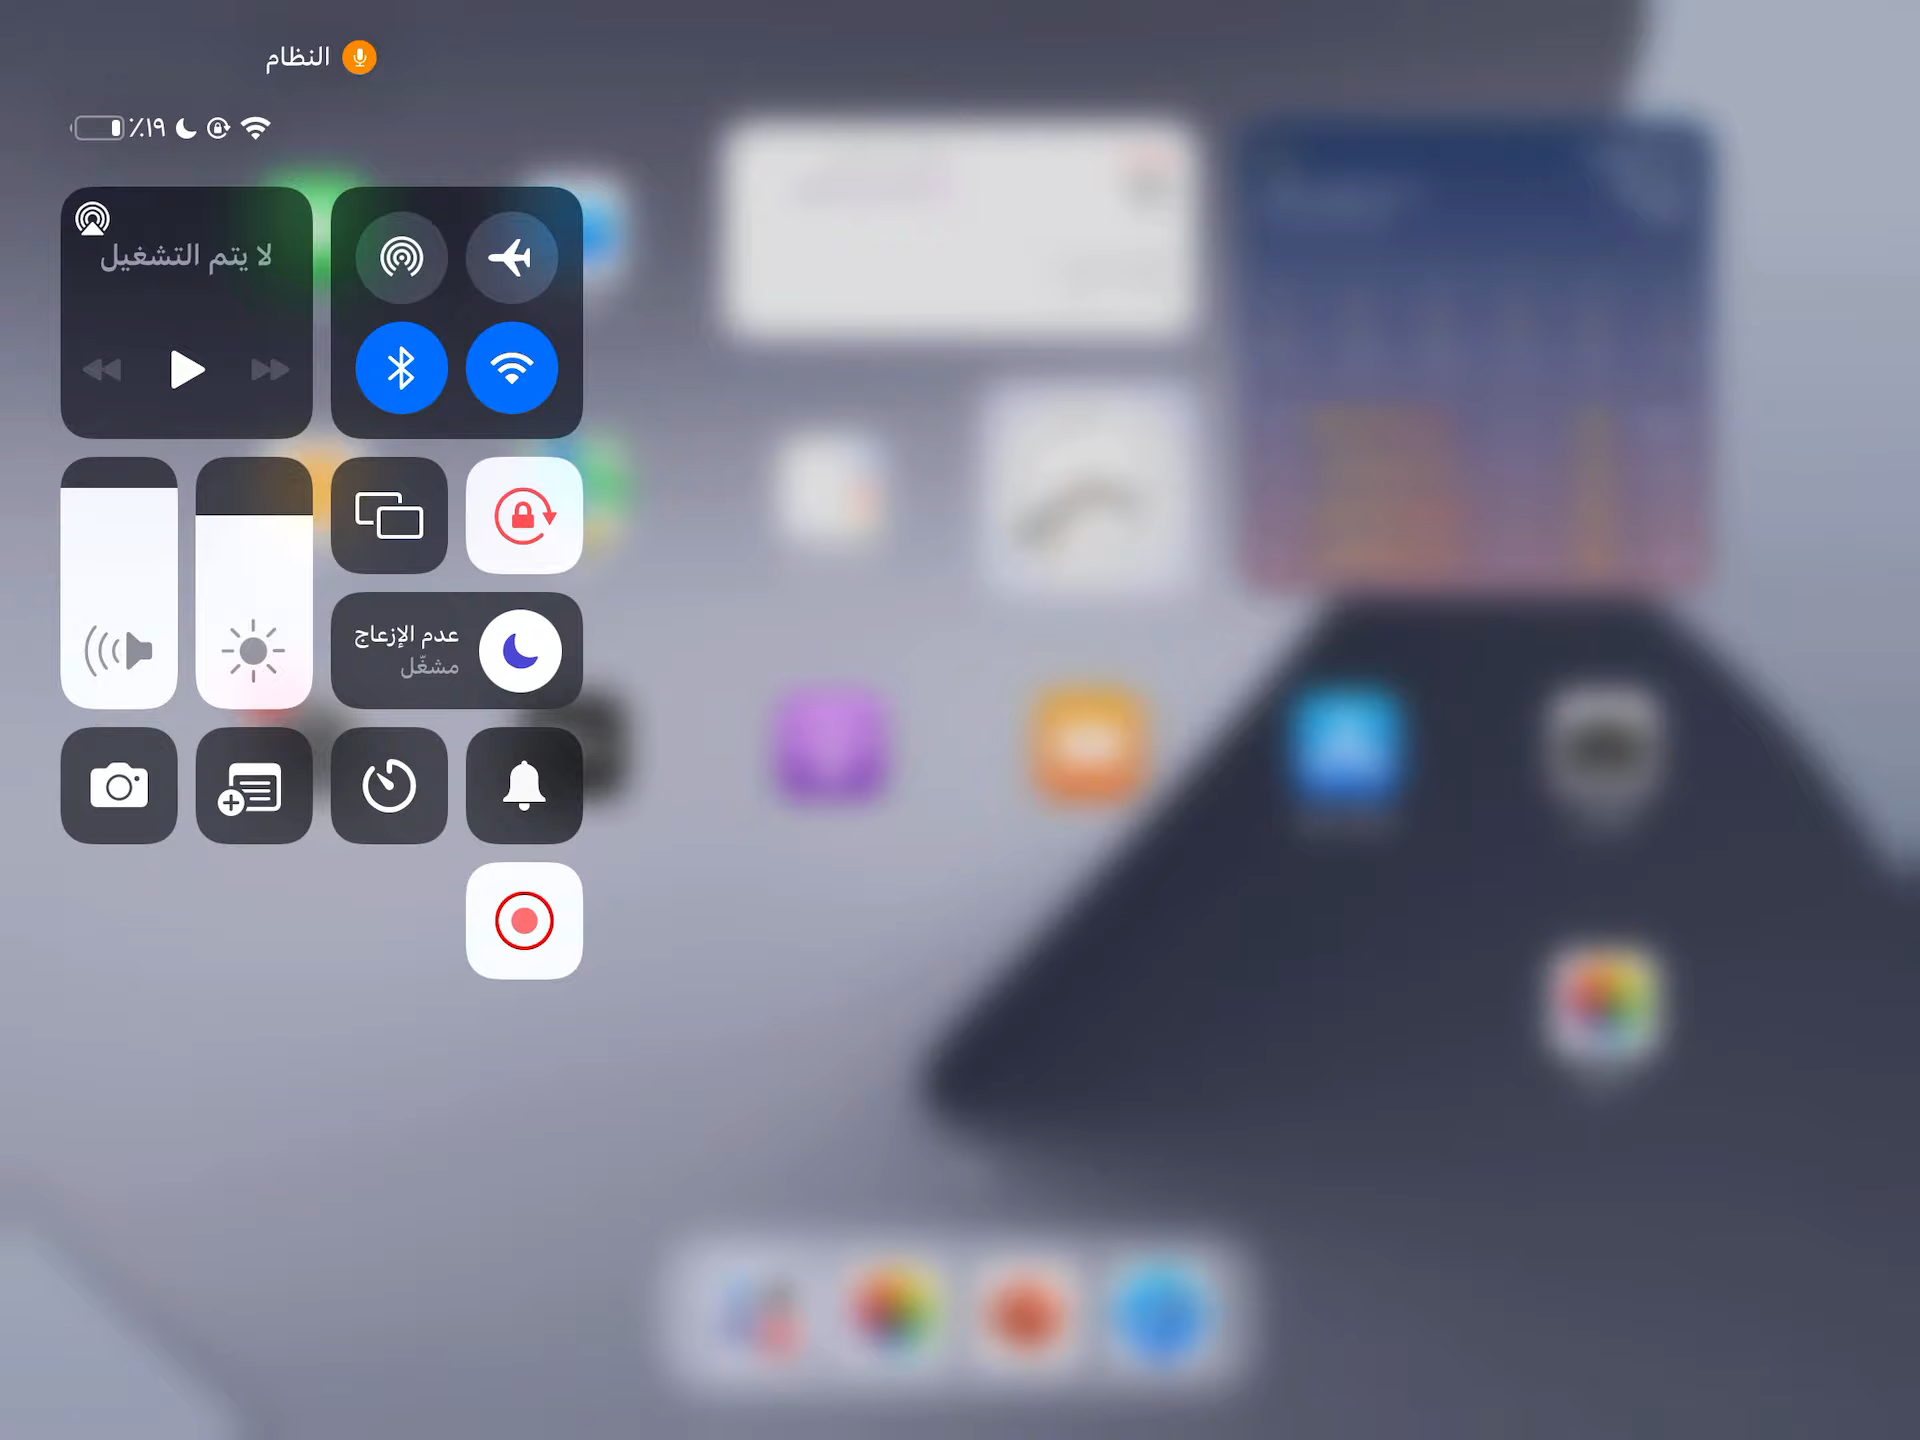 النظام
٪١٩
لا يتم التشغيل
عدم الإزعاج
مشغّل